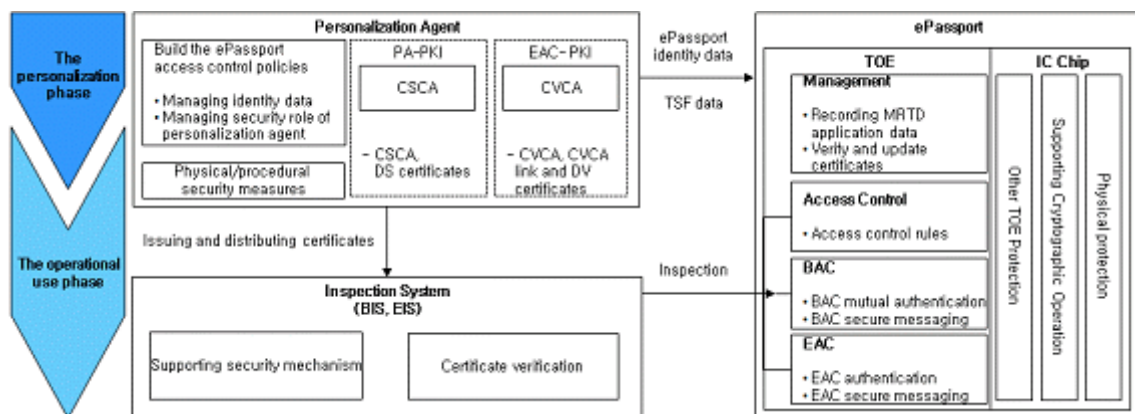 The
personalization
phase
The operational
use phase
Personalization Agent
Build the ePassport
access control policies
• Managing identity data
• Managing security role of
personalization agent
Physical/procedural
security measures
PA-PKI
CSCA
- CSCA,
DS certificates
EAC- PKI
CVCA
- CVCA, CVCA
link and DV
certificates
ePassport
identity data
TSF data
Issuing and distributing certificates
Inspection System
(BIS, EIS)
Supporting security mechanism
Certificate verification
Inspection
ePassport
TOE
Management
• Recording MRTD
application data
• Verify and update
certificates
Access Control
• Access control rules
BAC
• BAC mutual authentication
• BAC secure messaging
EAC
• EAC authentication
• EAC secure messaging
IC Chip
Other TOE Protection
Supporting Cryptographic Operation
Physical protection